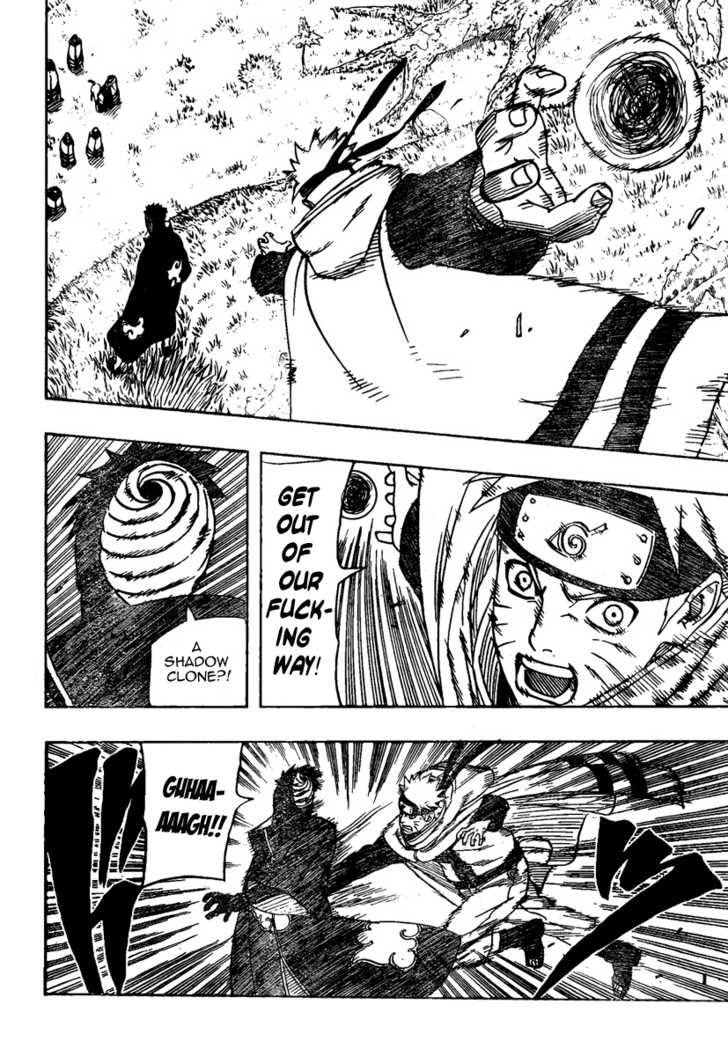 GET
OUT
OF
OUR
FUCK-
ING
WAY!
A
SHADOW
CLONE?!
GUHAA-
AAAGH!!